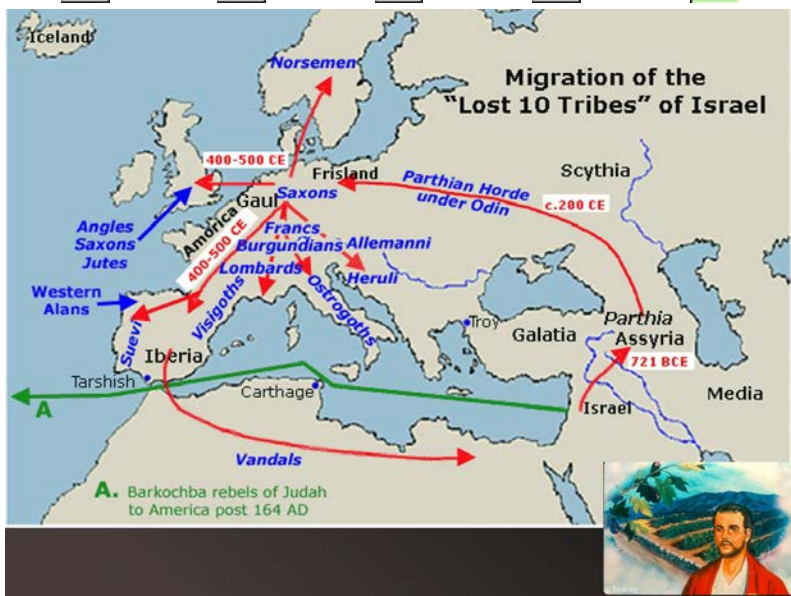 Iceland
Norsemen
Migration of the
"Lost 10 Tribes" of Israel
400-500 CE
Frisland
Scythia
Parthian Horde
under Odin
c.200 CE
Gaul
Saxons
Amorica
Angles
Saxons
Jutes
400-500 CE
Francs
Burgundians
Allemanni
Lombards
Heruli
Western
Alans
Visigoths
Ostrogoths
Suevi
Iberia
Troy
Galatia
Parthia
Assyria
721 BCE
Tarshish
Carthage
Israel
Media
A
Vandals
A. Barkochba rebels of Judah
to America post 164 AD